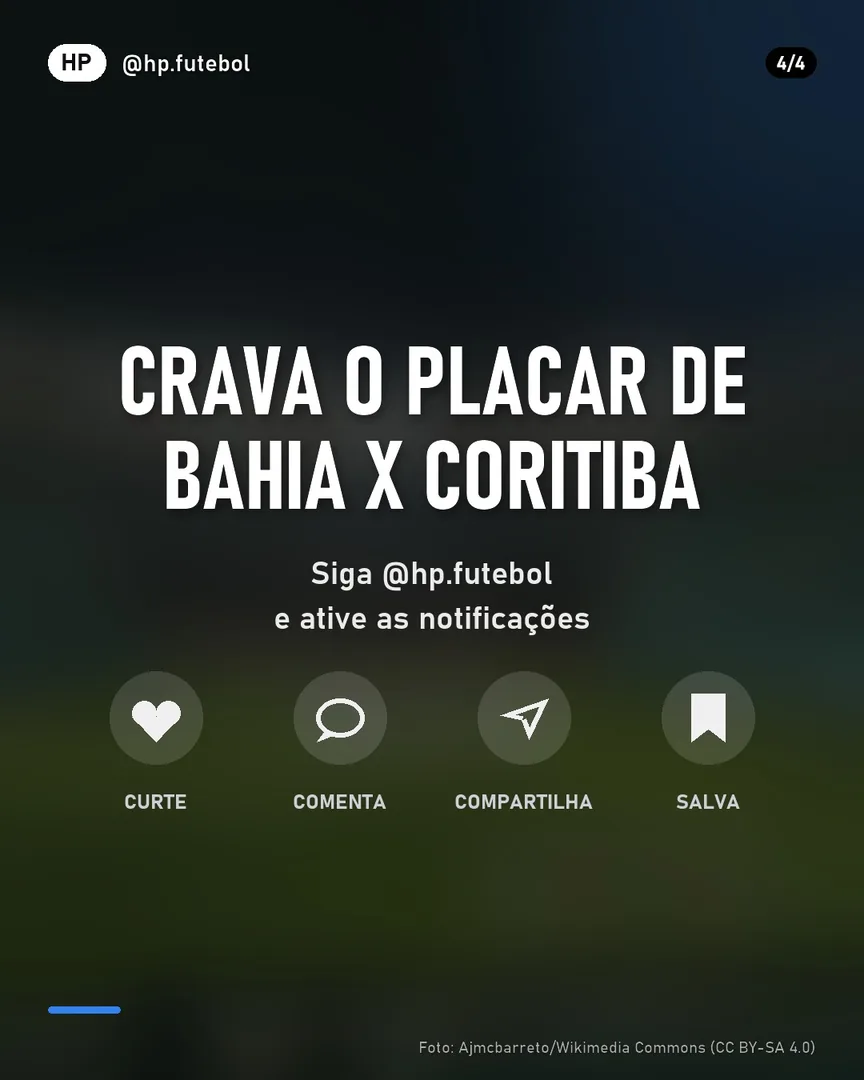 HP @hp.futebol
4/4
CRAVA O PLACAR DE
BAHIA X CORITIBA
Siga @hp.futebol
e ative as notificações
CURTE COMENTA COMPARTILHA SALVA
Foto: Ajmcbarreto/Wikimedia Commons (CC BY-SA 4.0)